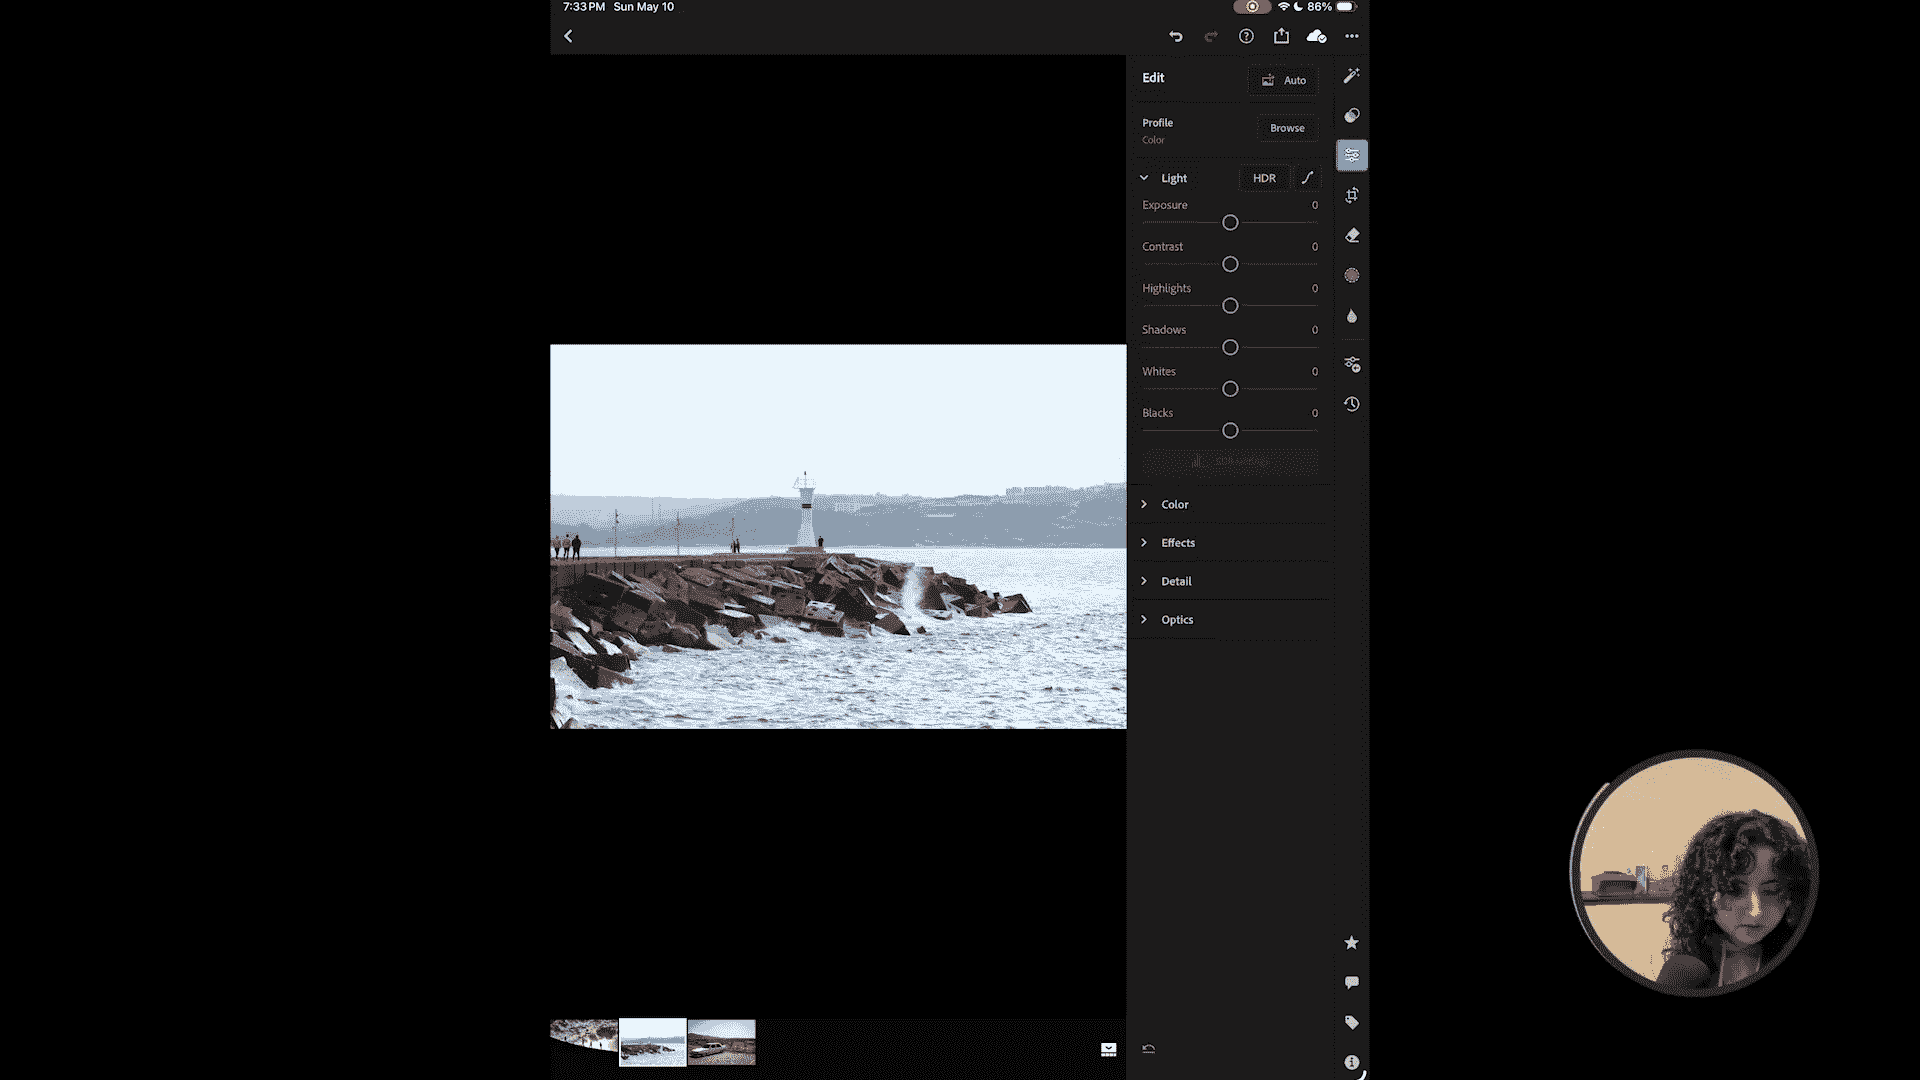 7:33 PM Sun May 10
86%
Edit
Auto
Profile
Color
Browse
Light
HDR
Exposure 0
Contrast 0
Highlights 0
Shadows 0
Whites 0
Blacks 0
Color
Effects
Detail
Optics